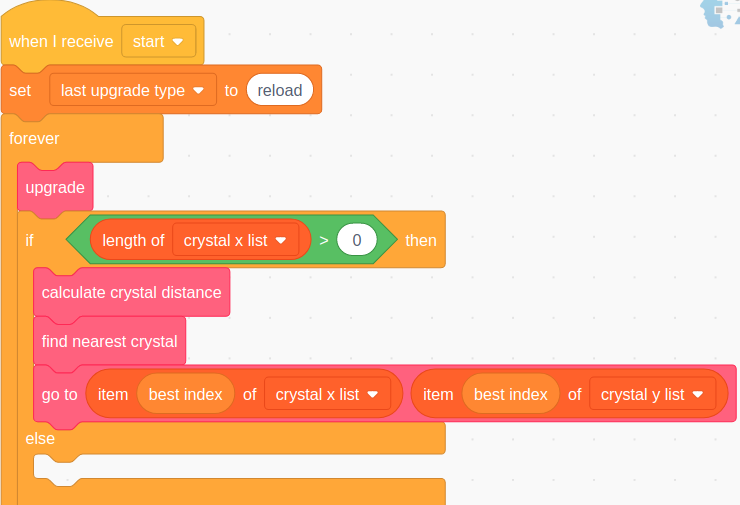 when I receive start
set last upgrade type to reload
forever
upgrade
if length of crystal x list > 0 then
calculate crystal distance
find nearest crystal
go to item best index of crystal x list item best index of crystal y list
else